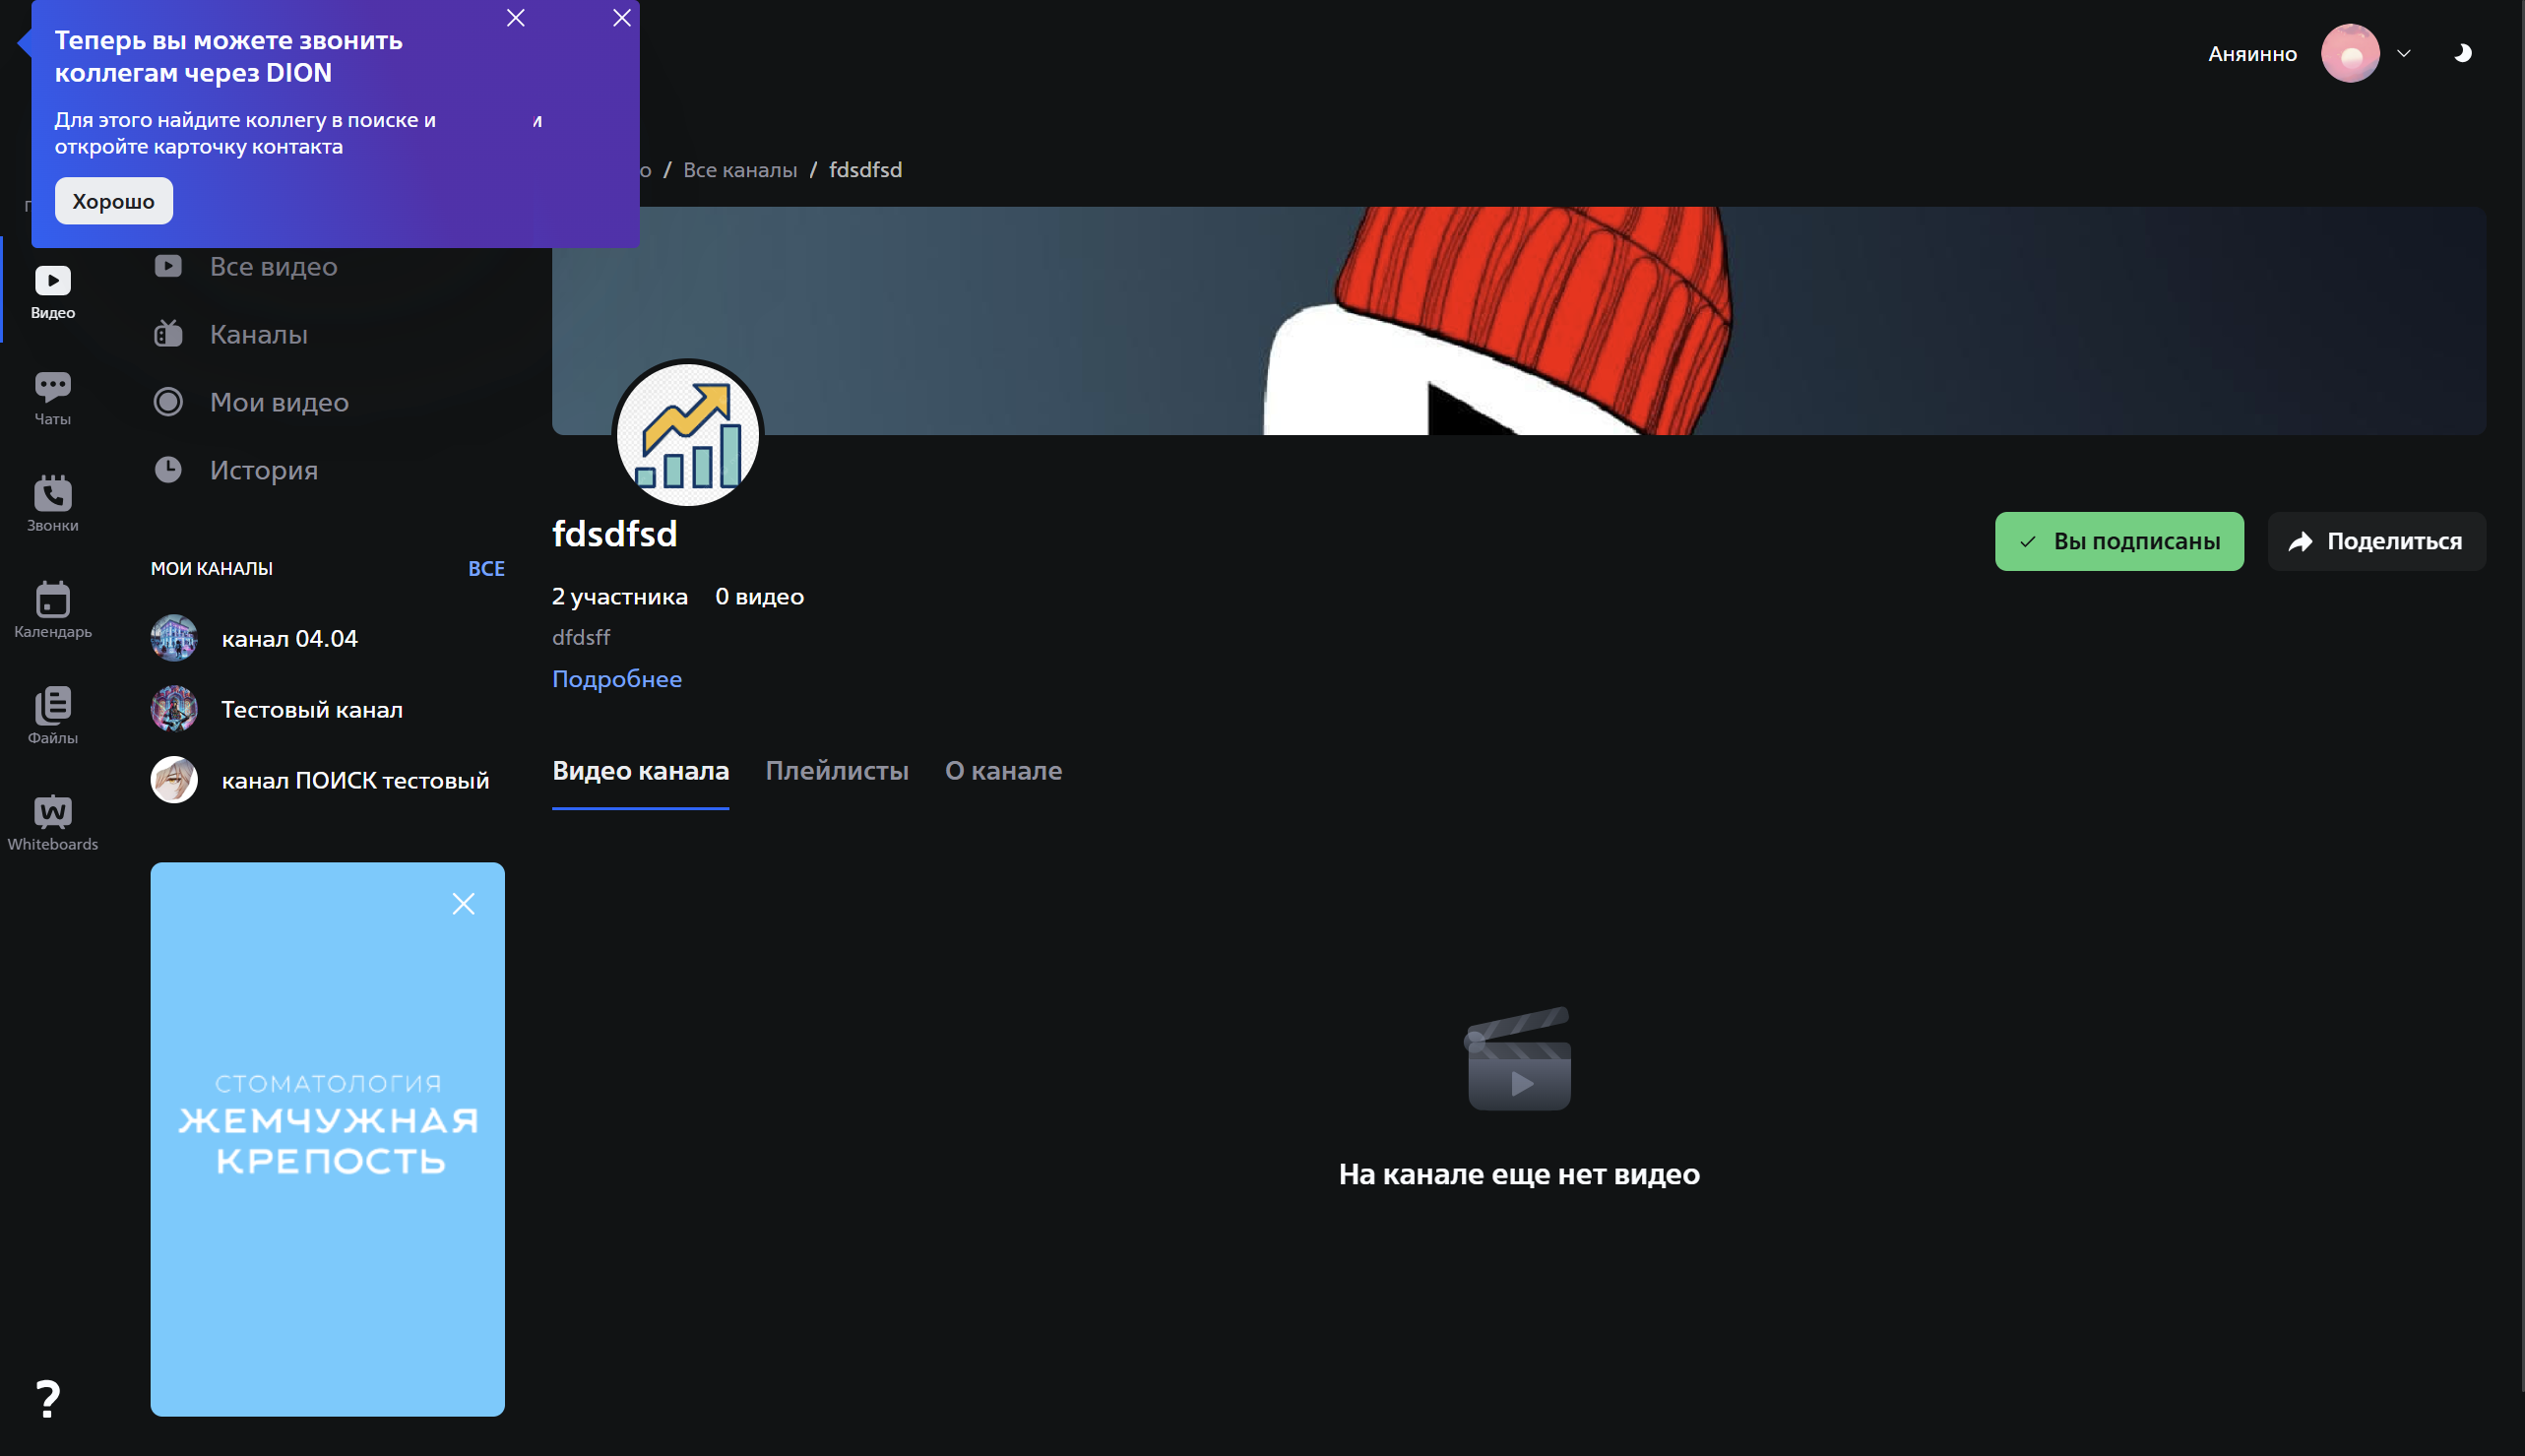 Теперь вы можете звонить
коллегам через DION
Для этого найдите коллегу в поиске и
откройте карточку контакта
Хорошо
Аняинно
/ Все каналы / fdsdfsd
Видео
Чаты
Звонки
Календарь
Файлы
Whiteboards
?
Все видео
Каналы
Мои видео
История
МОИ КАНАЛЫ ВСЕ
канал 04.04
Тестовый канал
канал ПОИСК тестовый
СТОМАТОЛОГИЯ
ЖЕМЧУЖНАЯ
КРЕПОСТЬ
fdsdfsd
Вы подписаны
Поделиться
2 участника 0 видео
dfdsff
Подробнее
Видео канала Плейлисты О канале
На канале еще нет видео